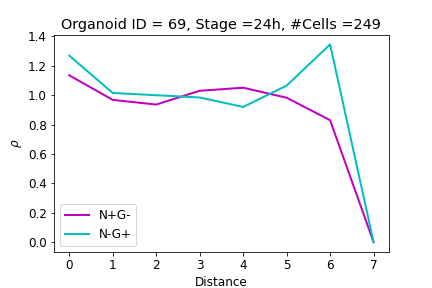 Organoid ID = 69, Stage =24h, #Cells =249
1.4
1.2
1.0
0.8
0.6
0.4
0.2
0.0
ρ
N+G-
N-G+
0 1 2 3 4 5 6 7
Distance